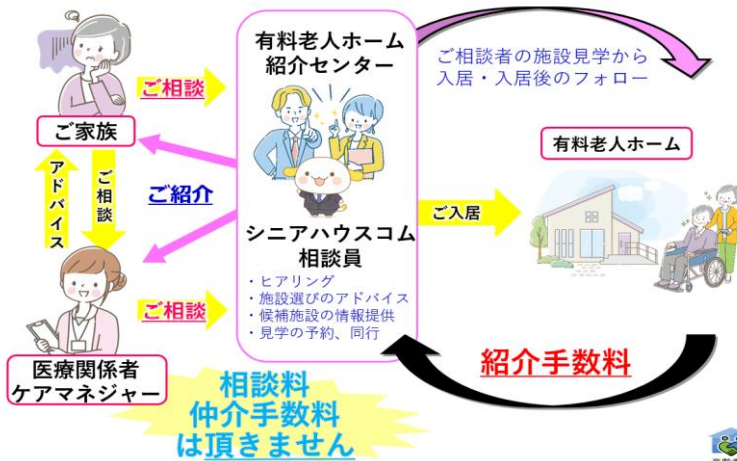 有料老人ホーム
紹介センター
ご相談者の施設見学から
入居・入居後のフォロー
ご相談
ご家族
有料老人ホーム
アドバイス
ご相談
ご紹介
ご入居
シニアハウスコム
相談員
・ヒアリング
・施設選びのアドバイス
・候補施設の情報提供
・見学の予約、同行
ご相談
医療関係者
ケアマネジャー
紹介手数料
相談料
仲介手数料
は頂きません